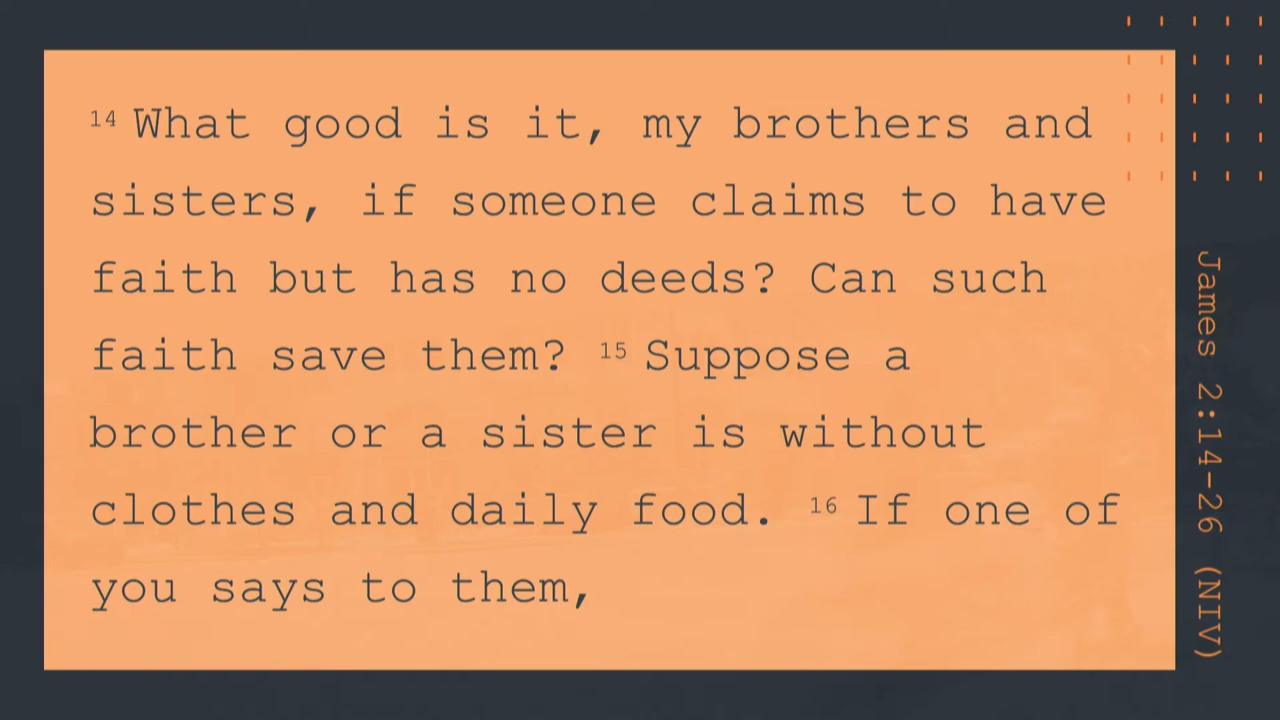 14 What good is it, my brothers and
sisters, if someone claims to have
faith but has no deeds? Can such
faith save them? 15 Suppose a
brother or a sister is without
clothes and daily food. 16 If one of
you says to them,
James 2:14-26 (NIV)